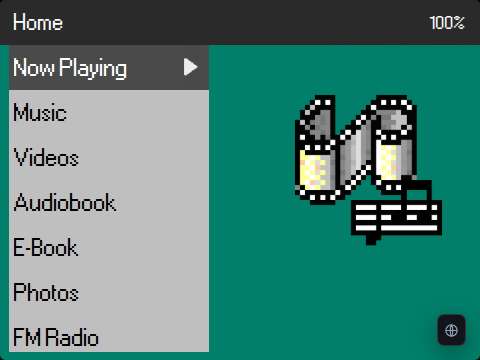 Home
100%
Now Playing
Music
Videos
Audiobook
E-Book
Photos
FM Radio